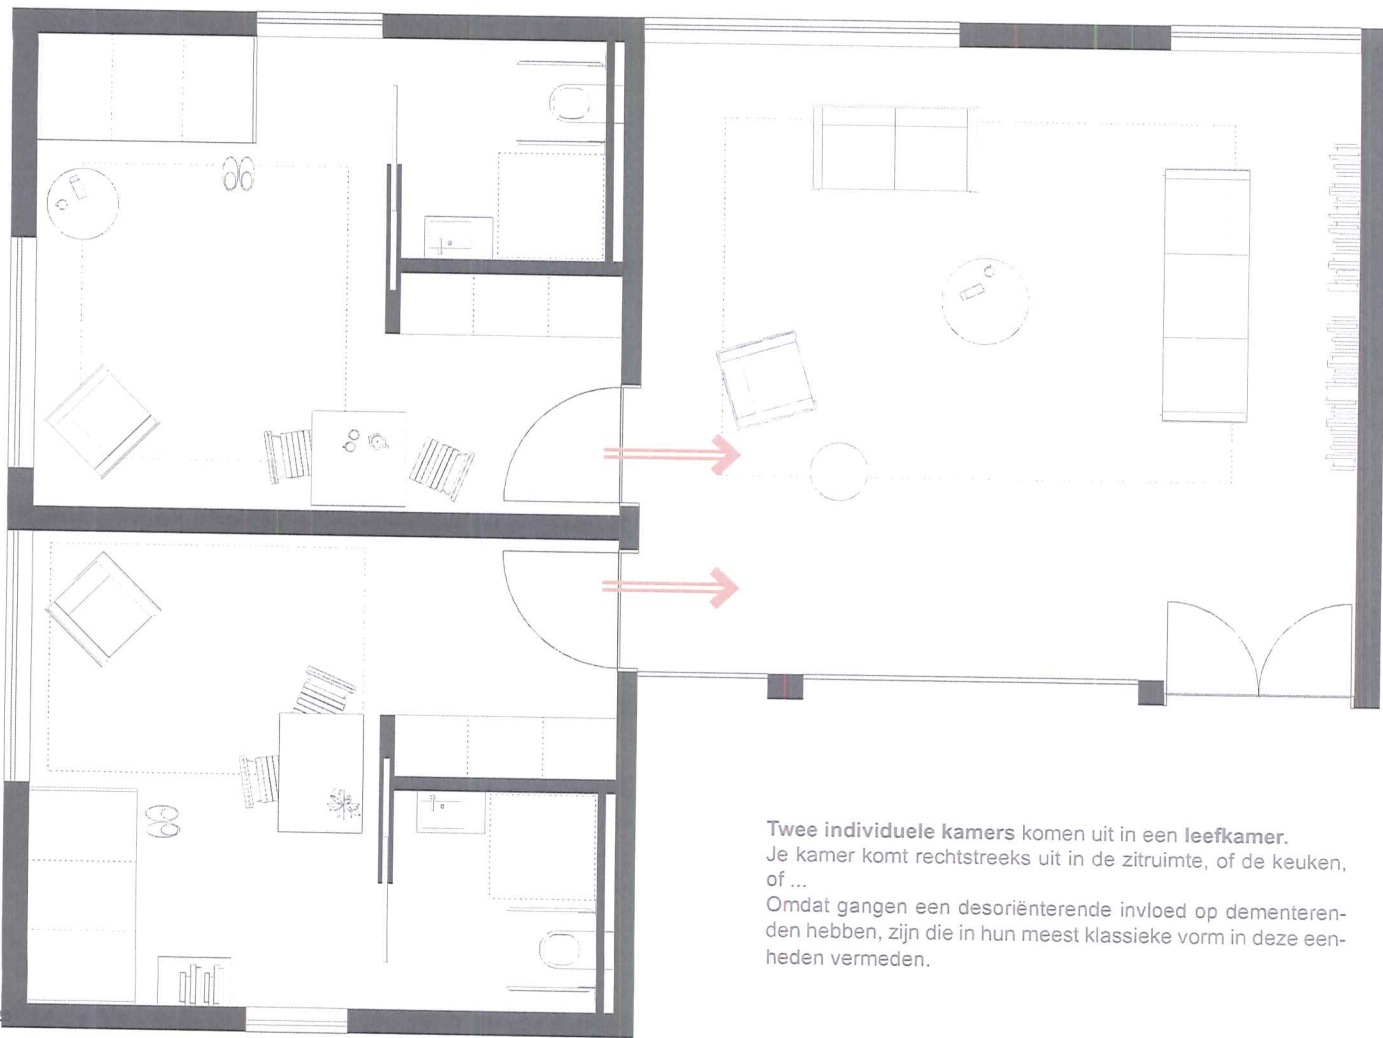 Twee individuele kamers komen uit in een leefkamer.
Je kamer komt rechtstreeks uit in de zitruimte, of de keuken,
of ...
Omdat gangen een desoriënterende invloed op dementeren-
den hebben, zijn die in hun meest klassieke vorm in deze een-
heden vermeden.